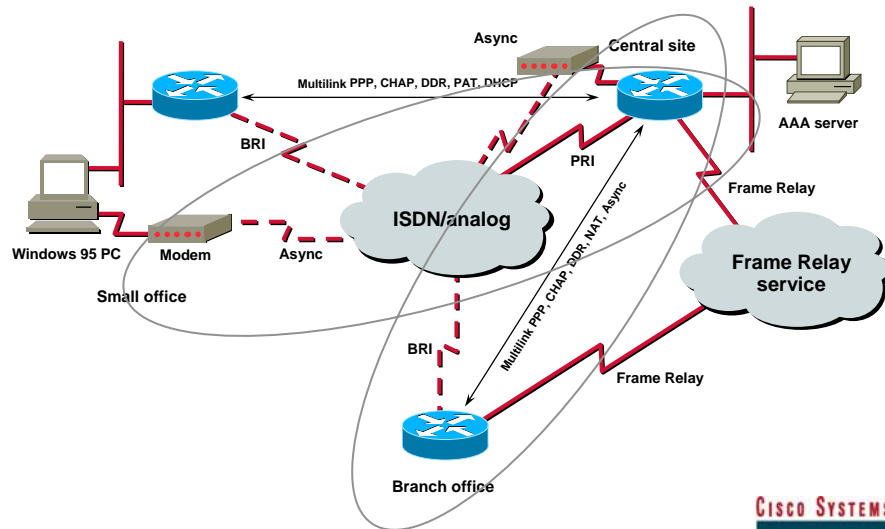 Async
Central site
Multilink PPP, CHAP, DDR, PAT, DHCP
AAA server
BRI
PRI
Frame Relay
ISDN/analog
Windows 95 PC
Modem
Async
Small office
Multilink PPP, CHAP, DDR, NAT, Async
Frame Relay
service
BRI
Frame Relay
Branch office
CISCO SYSTEMS